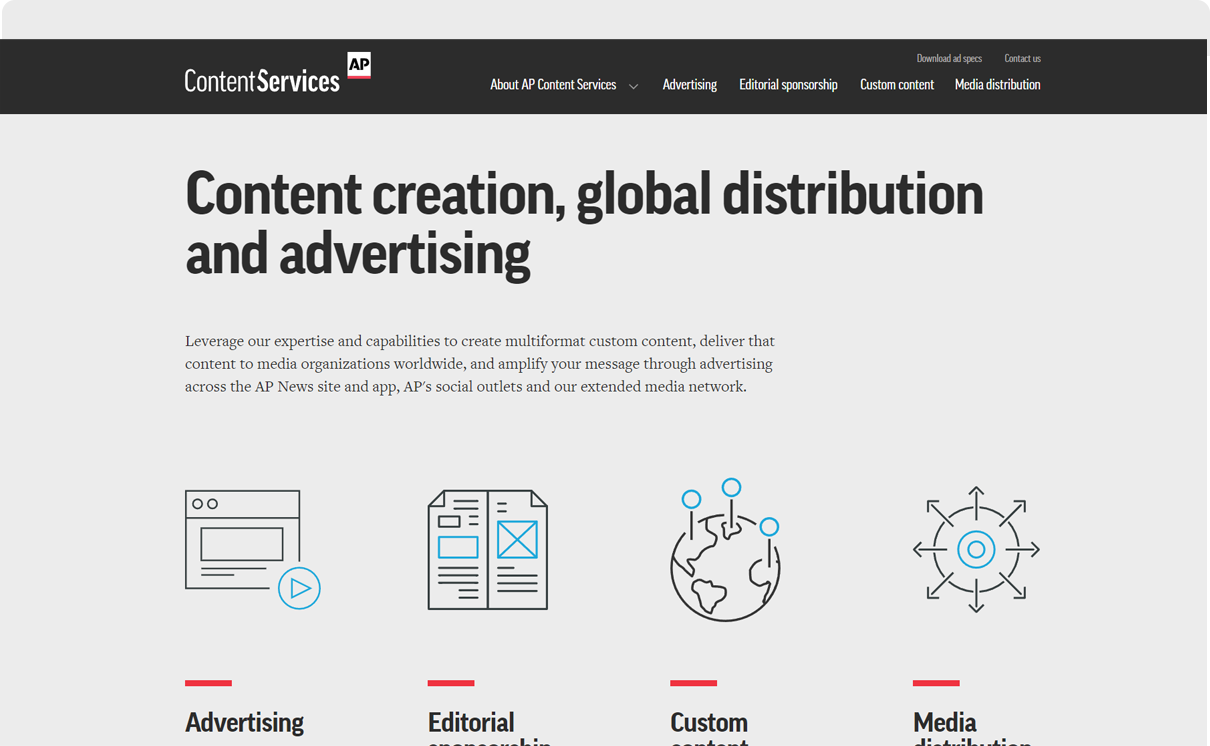 Download ad specs Contact us
ContentServices AP
About AP Content Services Advertising Editorial sponsorship Custom content Media distribution
Content creation, global distribution
and advertising
Leverage our expertise and capabilities to create multiformat custom content, deliver that
content to media organizations worldwide, and amplify your message through advertising
across the AP News site and app, AP's social outlets and our extended media network.
Advertising Editorial Custom Media
sponsorship content distribution